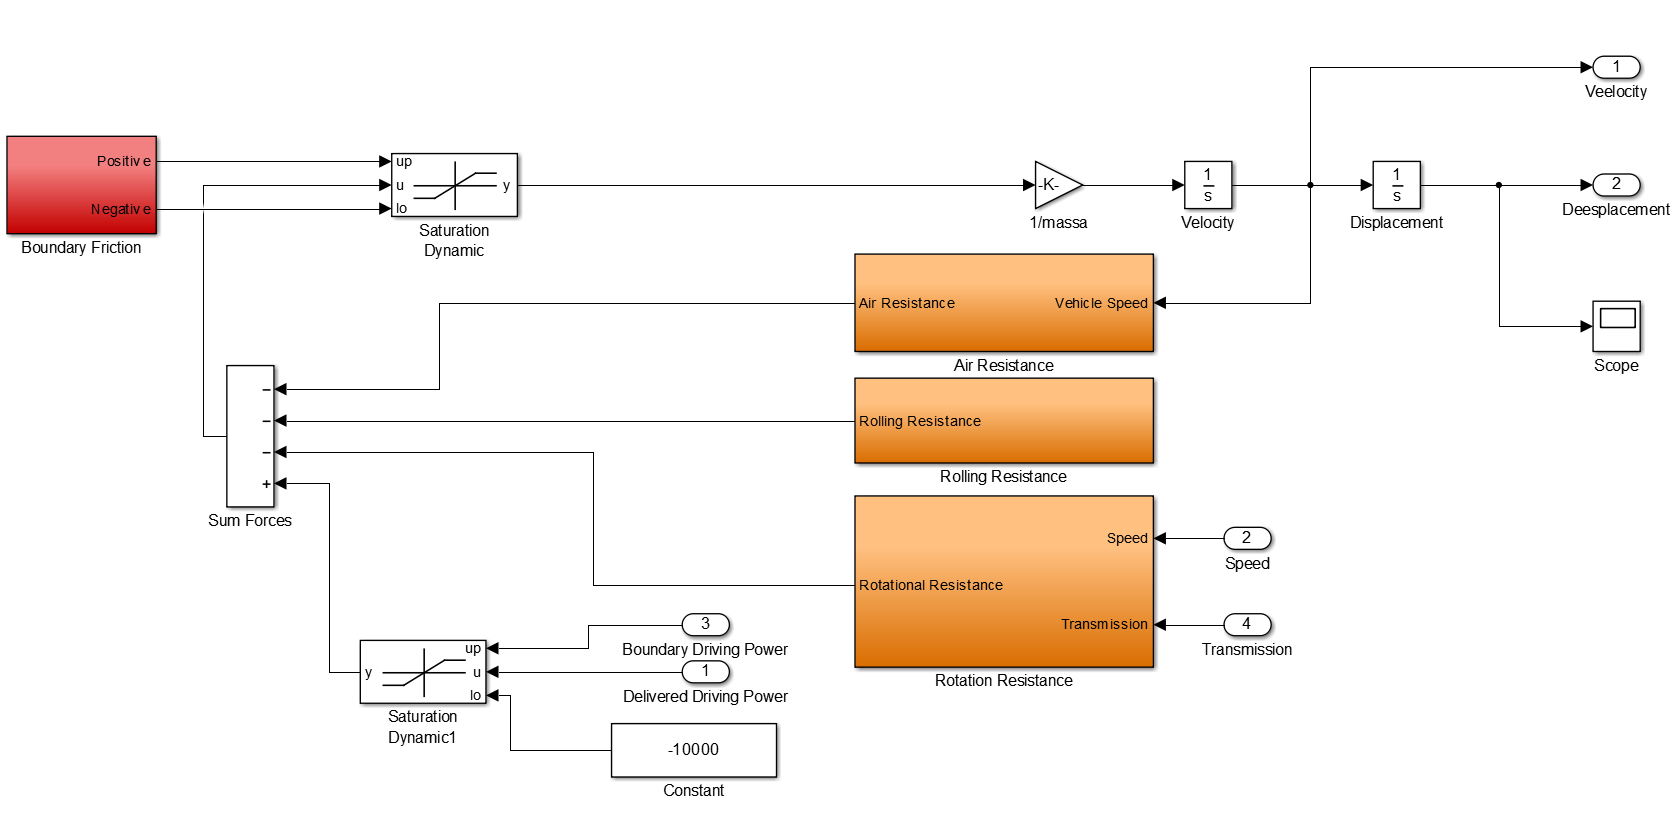 1
Veelocity
Positive
Negative
Boundary Friction
up
u
lo
y
Saturation
Dynamic
-K-
1/massa
1
s
Velocity
1
s
Displacement
2
Deesplacement
Air Resistance
Vehicle Speed
Air Resistance
Scope
Rolling Resistance
Rolling Resistance
−
−
−
+
Sum Forces
Speed
Rotational Resistance
Transmission
Rotation Resistance
2
Speed
4
Transmission
3
Boundary Driving Power
1
Delivered Driving Power
up
y
u
lo
Saturation
Dynamic1
-10000
Constant